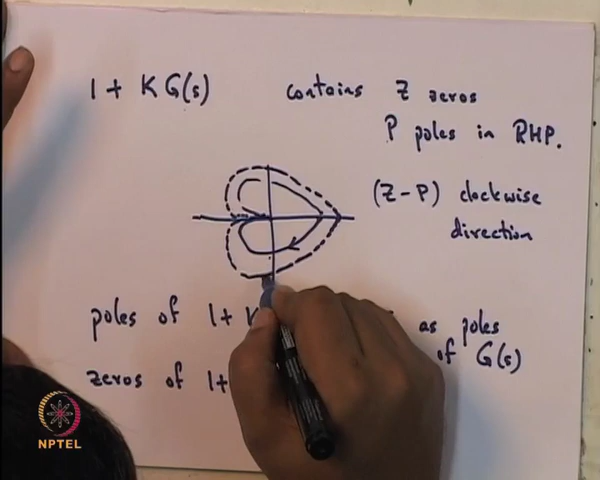 1 + K G(s) contains Z zeros
P poles in RHP.
(Z-P) clockwise
direction
poles of 1+ as poles
of G(s)
zeros of 1+
NPTEL